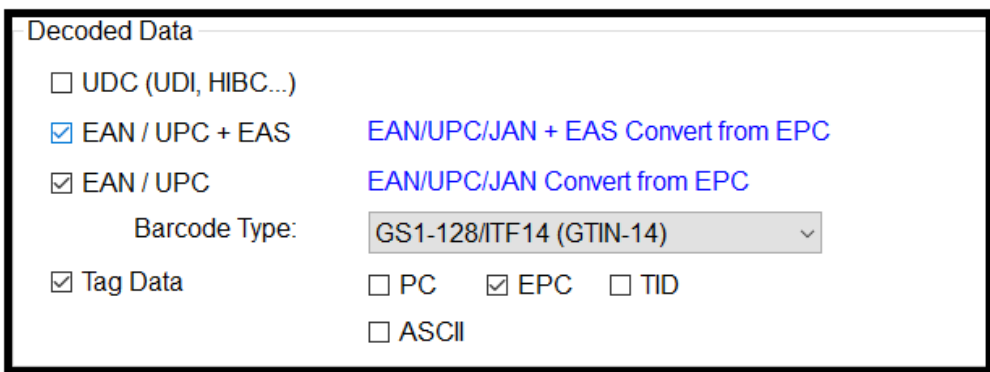 Decoded Data
UDC (UDI, HIBC...)
EAN / UPC + EAS EAN/UPC/JAN + EAS Convert from EPC
EAN / UPC EAN/UPC/JAN Convert from EPC
Barcode Type: GS1-128/ITF14 (GTIN-14)
Tag Data PC EPC TID
ASCII